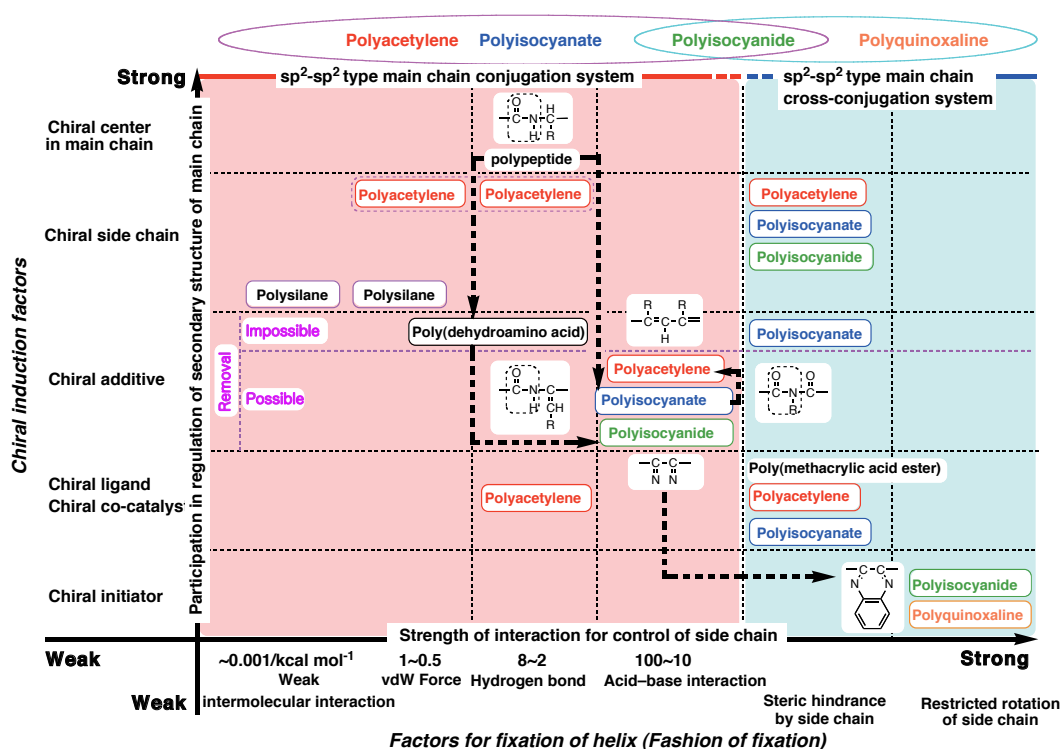 Polyacetylene Polyisocyanate Polyisocyanide Polyquinoxaline
Strong
sp2-sp2 type main chain conjugation system
sp2-sp2 type main chain
cross-conjugation system
Chiral induction factors
Participation in regulation of secondary structure of main chain
Chiral center
in main chain
O
C N C
H H
R
polypeptide
Chiral side chain
Polyacetylene Polyacetylene
Polyacetylene
Polyisocyanate
Polyisocyanide
Polysilane Polysilane
Chiral additive
Removal
Impossible
Possible
Poly(dehydroamino acid)
R R
C C C
H
Polyisocyanate
O
C N C
H CH
R
Polyacetylene
Polyisocyanate
Polyisocyanide
O O
C N C
R
Chiral ligand
Chiral co-catalys
Polyacetylene
C C
N N
Poly(methacrylic acid ester)
Polyacetylene
Polyisocyanate
Chiral initiator
C C
N N
Polyisocyanide
Polyquinoxaline
Strength of interaction for control of side chain
Weak
Strong
~0.001/kcal mol-1
Weak
intermolecular interaction
1~0.5
vdW Force
8~2
Hydrogen bond
100~10
Acid–base interaction
Weak
Steric hindrance
by side chain
Restricted rotation
of side chain
Factors for fixation of helix (Fashion of fixation)